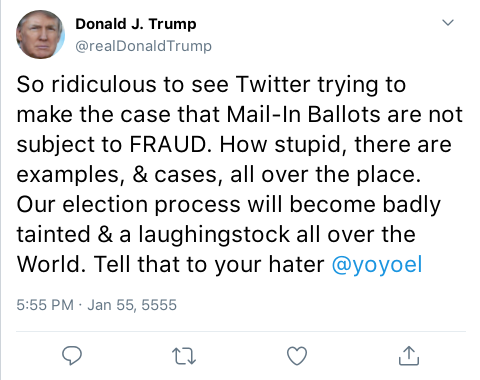 Donald J. Trump
@realDonaldTrump
So ridiculous to see Twitter trying to
make the case that Mail-In Ballots are not
subject to FRAUD. How stupid, there are
examples, & cases, all over the place.
Our election process will become badly
tainted & a laughingstock all over the
World. Tell that to your hater @yoyoel
5:55 PM · Jan 55, 5555